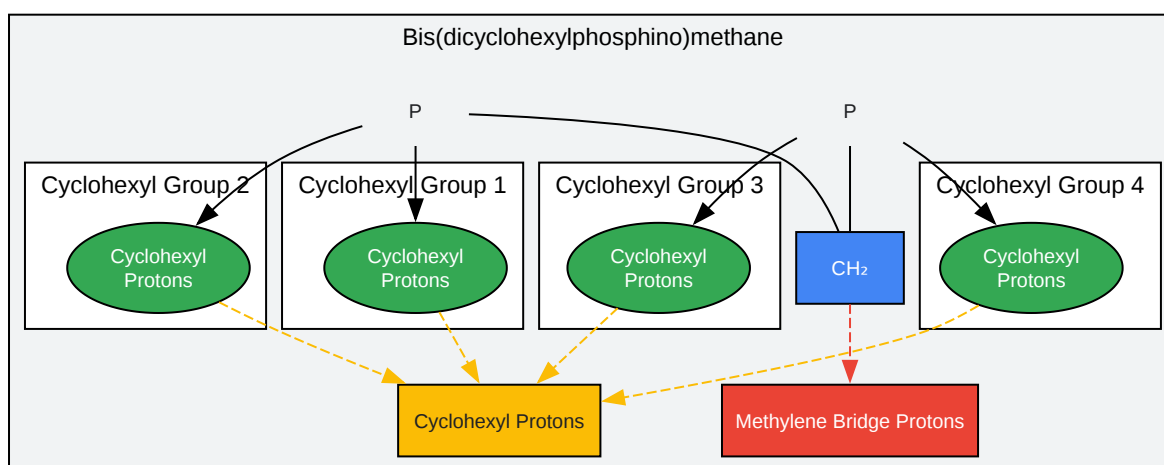 Bis(dicyclohexylphosphino)methane
P
P
Cyclohexyl Group 2
Cyclohexyl Group 1
Cyclohexyl Group 3
Cyclohexyl Group 4
Cyclohexyl
Protons
Cyclohexyl
Protons
Cyclohexyl
Protons
CH₂
Cyclohexyl
Protons
Cyclohexyl Protons
Methylene Bridge Protons